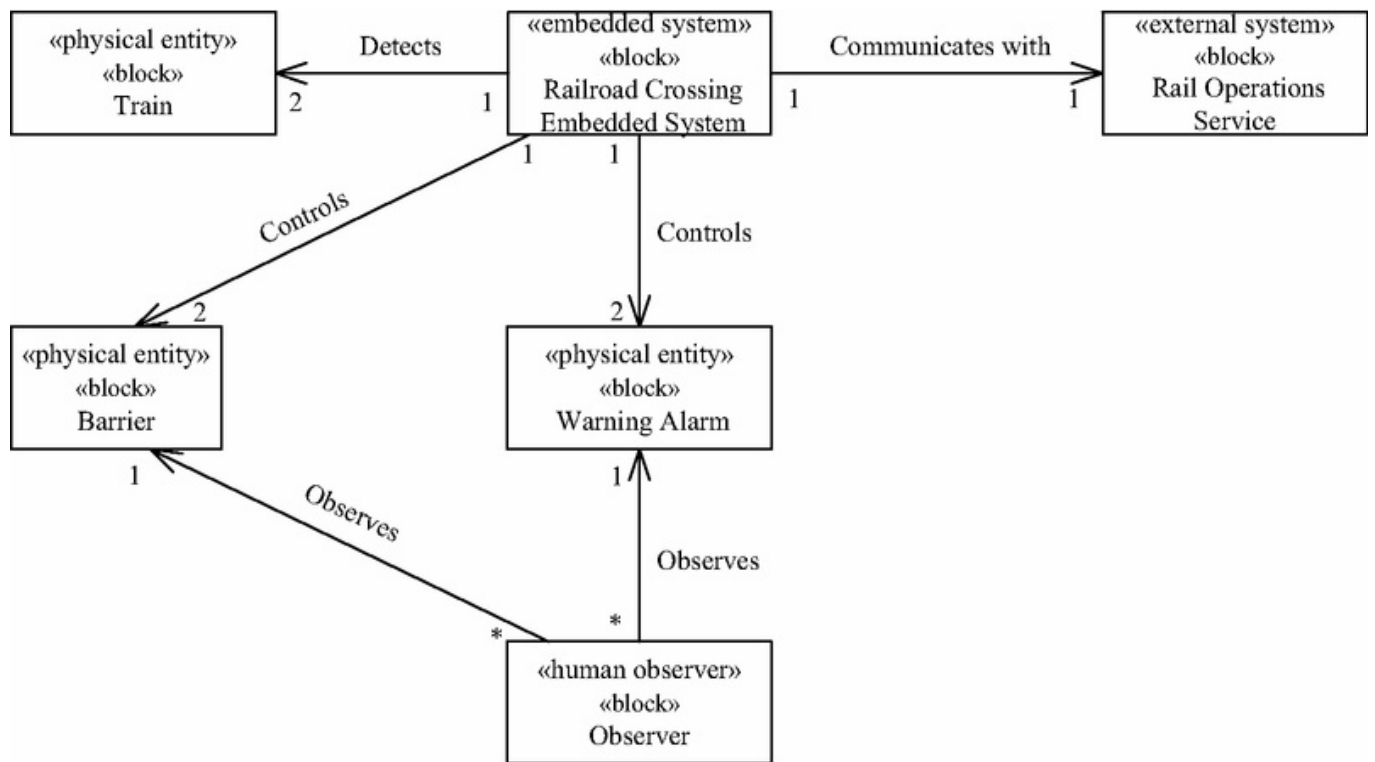 «physical entity»
«block»
Train
Detects
2
1
«embedded system»
«block»
Railroad Crossing
Embedded System
Communicates with
1
1
«external system»
«block»
Rail Operations
Service
1
1
Controls
Controls
2
2
«physical entity»
«block»
Barrier
«physical entity»
«block»
Warning Alarm
1
1
Observes
Observes
*
*
«human observer»
«block»
Observer